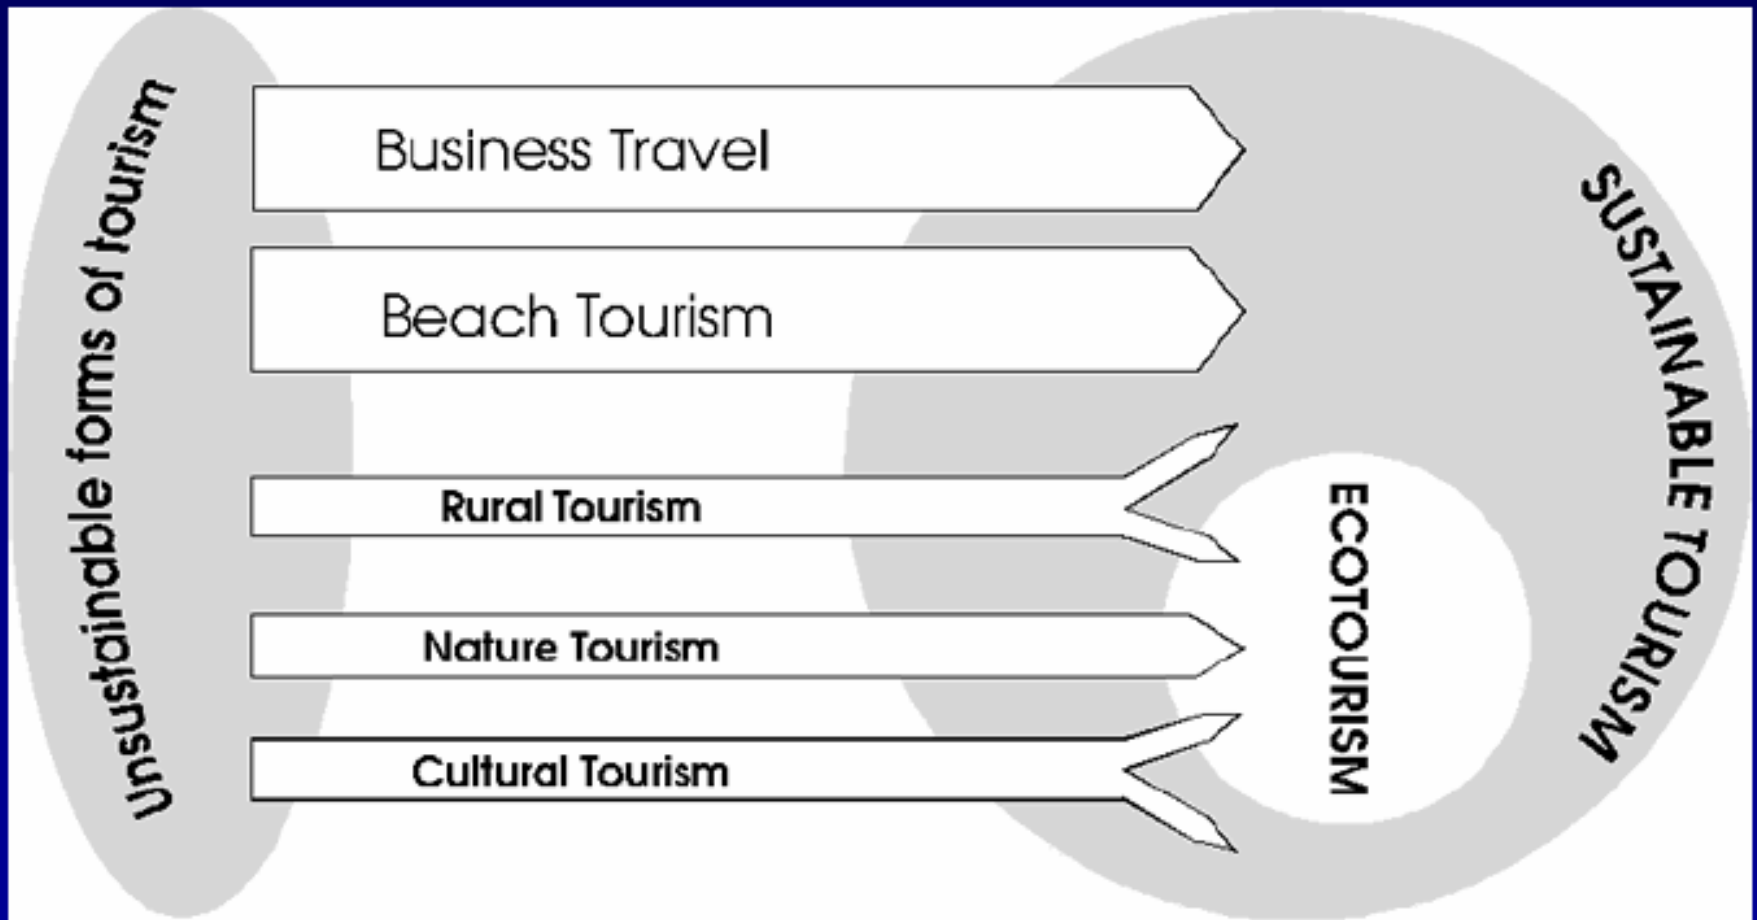 Unsustainable forms of tourism
Business Travel
Beach Tourism
Rural Tourism
Nature Tourism
Cultural Tourism
ECOTOURISM
SUSTAINABLE TOURISM